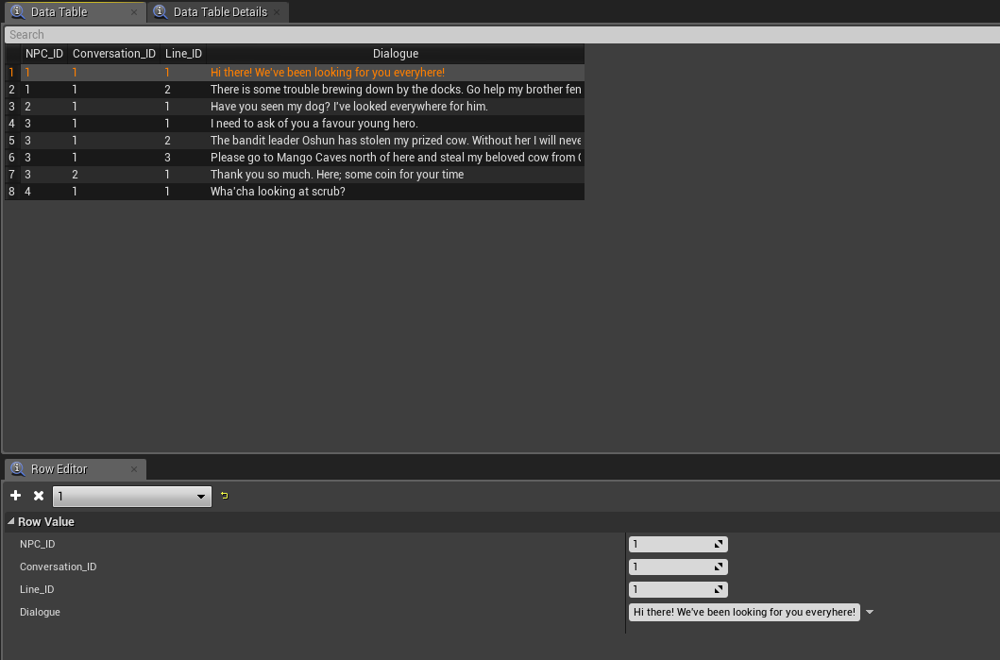 Data Table Data Table Details
Search
NPC_ID Conversation_ID Line_ID Dialogue
1 1 1 1 Hi there! We've been looking for you everyhere!
2 1 1 2 There is some trouble brewing down by the docks. Go help my brother fen
3 2 1 1 Have you seen my dog? I've looked everywhere for him.
4 3 1 1 I need to ask of you a favour young hero.
5 3 1 2 The bandit leader Oshun has stolen my prized cow. Without her I will neve
6 3 1 3 Please go to Mango Caves north of here and steal my beloved cow from
7 3 2 1 Thank you so much. Here; some coin for your time
8 4 1 1 Wha'cha looking at scrub?
Row Editor
1
Row Value
NPC_ID 1
Conversation_ID 1
Line_ID 1
Dialogue Hi there! We've been looking for you everyhere!